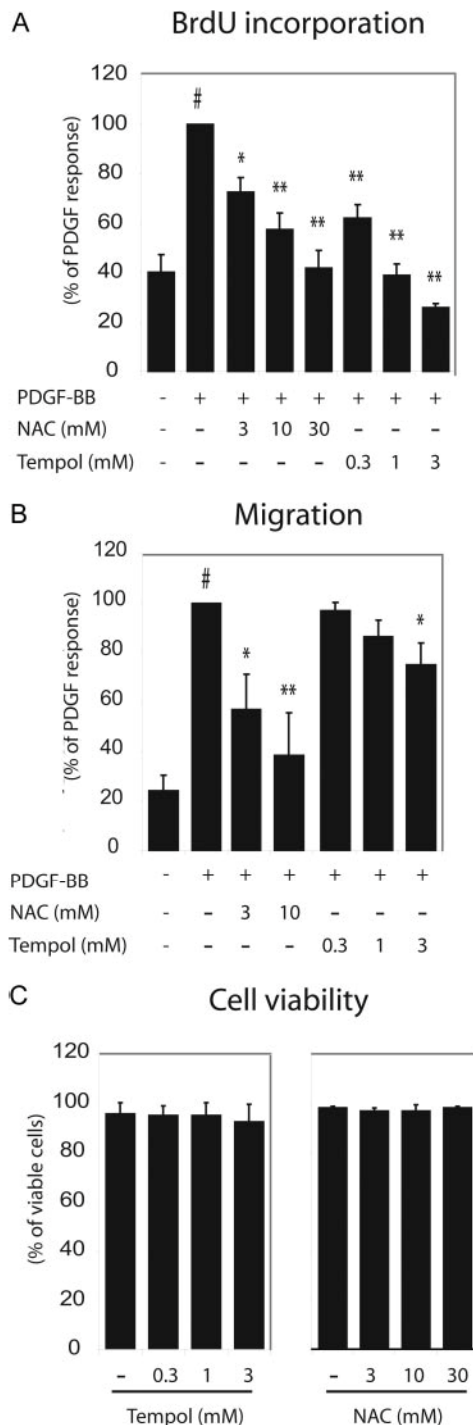 A BrdU incorporation
(% of PDGF response)
120
100
80
60
40
20
0
#
*
**
**
**
**
**
PDGF-BB - + + + + + + +
NAC (mM) - - 3 10 30 - - -
Tempol (mM) - - - - - 0.3 1 3
B Migration
(% of PDGF response)
120
100
80
60
40
20
0
#
*
**
*
PDGF-BB - + + + + + +
NAC (mM) - - 3 10 - - -
Tempol (mM) - - - - 0.3 1 3
C Cell viability
(% of viable cells)
120
100
80
60
40
20
0
- 0.3 1 3 - 3 10 30
Tempol (mM) NAC (mM)